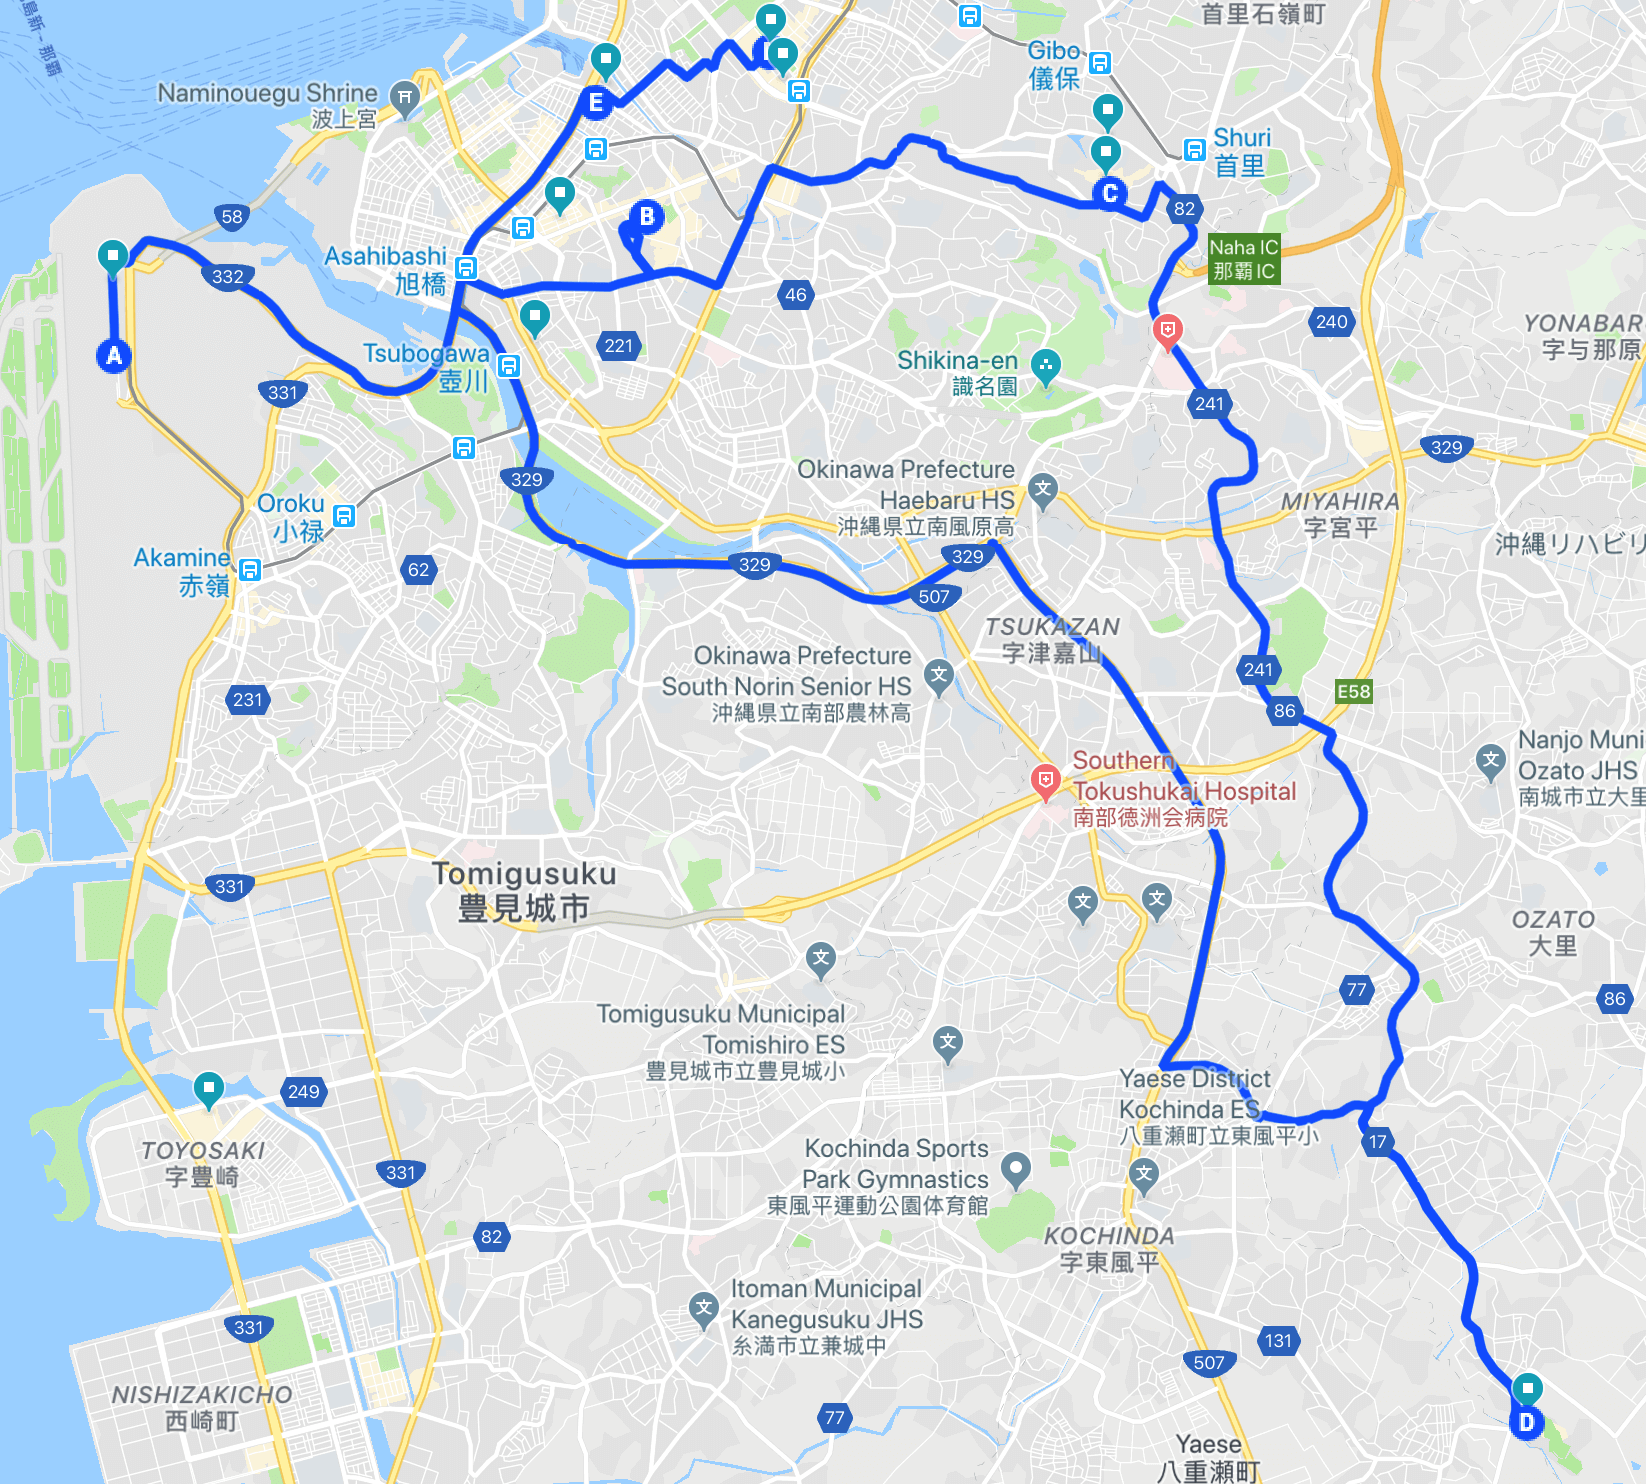 島新-那覇
首里石嶺町
Gibo
儀保
Naminouegu Shrine
波上宮
E
Shuri
首里
C
B
82
58
Naha IC
那覇IC
Asahibashi
旭橋
332
46
240
YONABAR
字与那原
221
A
Tsubogawa
壺川
Shikina-en
識名園
331
241
329
Okinawa Prefecture
Haebaru HS
沖縄県立南風原高
329
Oroku
小禄
MIYAHIRA
字宮平
沖縄リハビリ
Akamine
赤嶺
62
329
329
507
TSUKAZAN
字津嘉山
Okinawa Prefecture
South Norin Senior HS
沖縄県立南部農林高
241
231
E58
86
Nanjo Muni
Ozato JHS
南城市立大里
Southern
Tokushukai Hospital
南部徳洲会病院
Tomigusuku
豊見城市
331
OZATO
大里
77
86
Tomigusuku Municipal
Tomishiro ES
豊見城市立豊見城小
Yaese District
Kochinda ES
八重瀬町立東風平小
249
TOYOSAKI
字豊崎
17
331
Kochinda Sports
Park Gymnastics
東風平運動公園体育館
82
KOCHINDA
字東風平
Itoman Municipal
Kanegusuku JHS
糸満市立兼城中
331
131
507
NISHIZAKICHO
西崎町
77
D
Yaese
八重瀬町